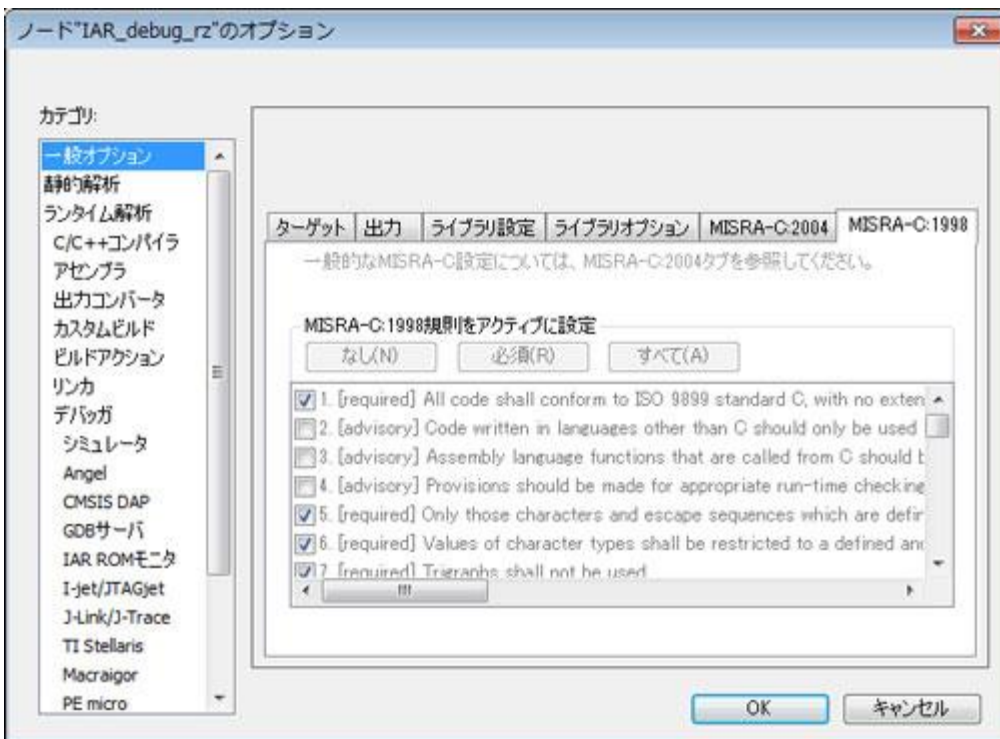 ノード"IAR_debug_rz"のオプション
カテゴリ:
一般オプション
静的解析
ランタイム解析
C/C++コンパイラ
アセンブラ
出力コンバータ
カスタムビルド
ビルドアクション
リンカ
デバッガ
シミュレータ
Angel
CMSIS DAP
GDBサーバ
IAR ROMモニタ
I-jet/JTAGjet
J-Link/J-Trace
TI Stellaris
Macraigor
PE micro
ターゲット 出力 ライブラリ設定 ライブラリオプション MISRA-C:2004 MISRA-C:1998
一般的なMISRA-C設定については、MISRA-C:2004タブを参照してください。
MISRA-C:1998規則をアクティブに設定
なし(N) 必須(R) すべて(A)
1. [required] All code shall conform to ISO 9899 standard C, with no exten
2. [advisory] Code written in languages other than C should only be used
3. [advisory] Assembly language functions that are called from C should b
4. [advisory] Provisions should be made for appropriate run-time checking
5. [required] Only those characters and escape sequences which are defin
6. [required] Values of character types shall be restricted to a defined and
7. [required] Trigraphs shall not be used
OK キャンセル